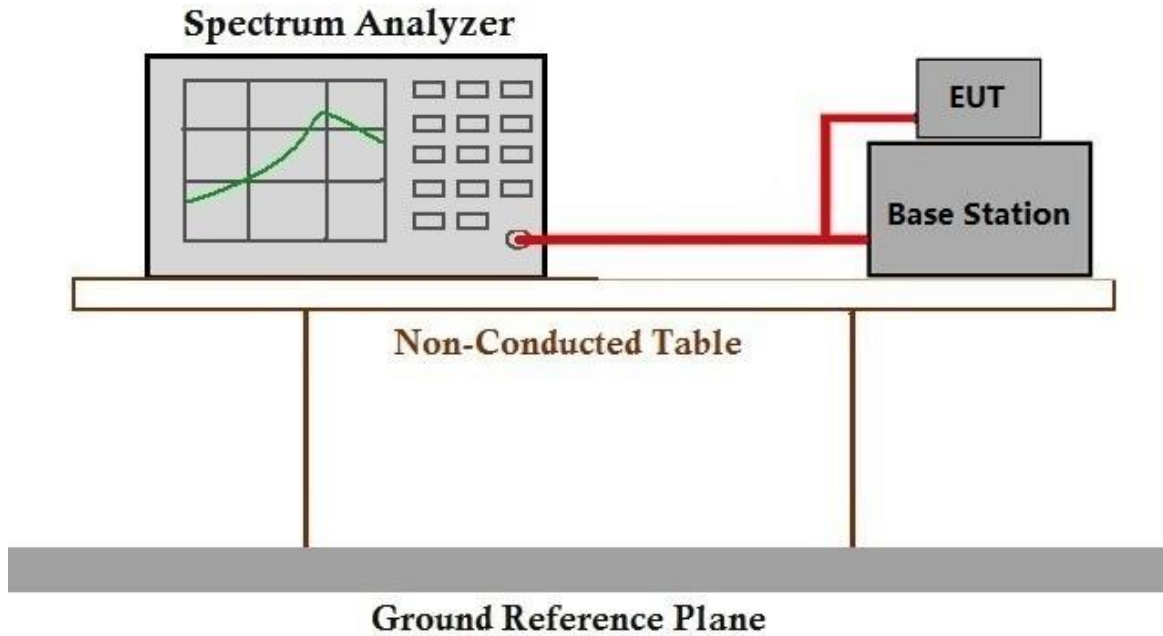 Spectrum Analyzer
EUT
Base Station
Non-Conducted Table
Ground Reference Plane